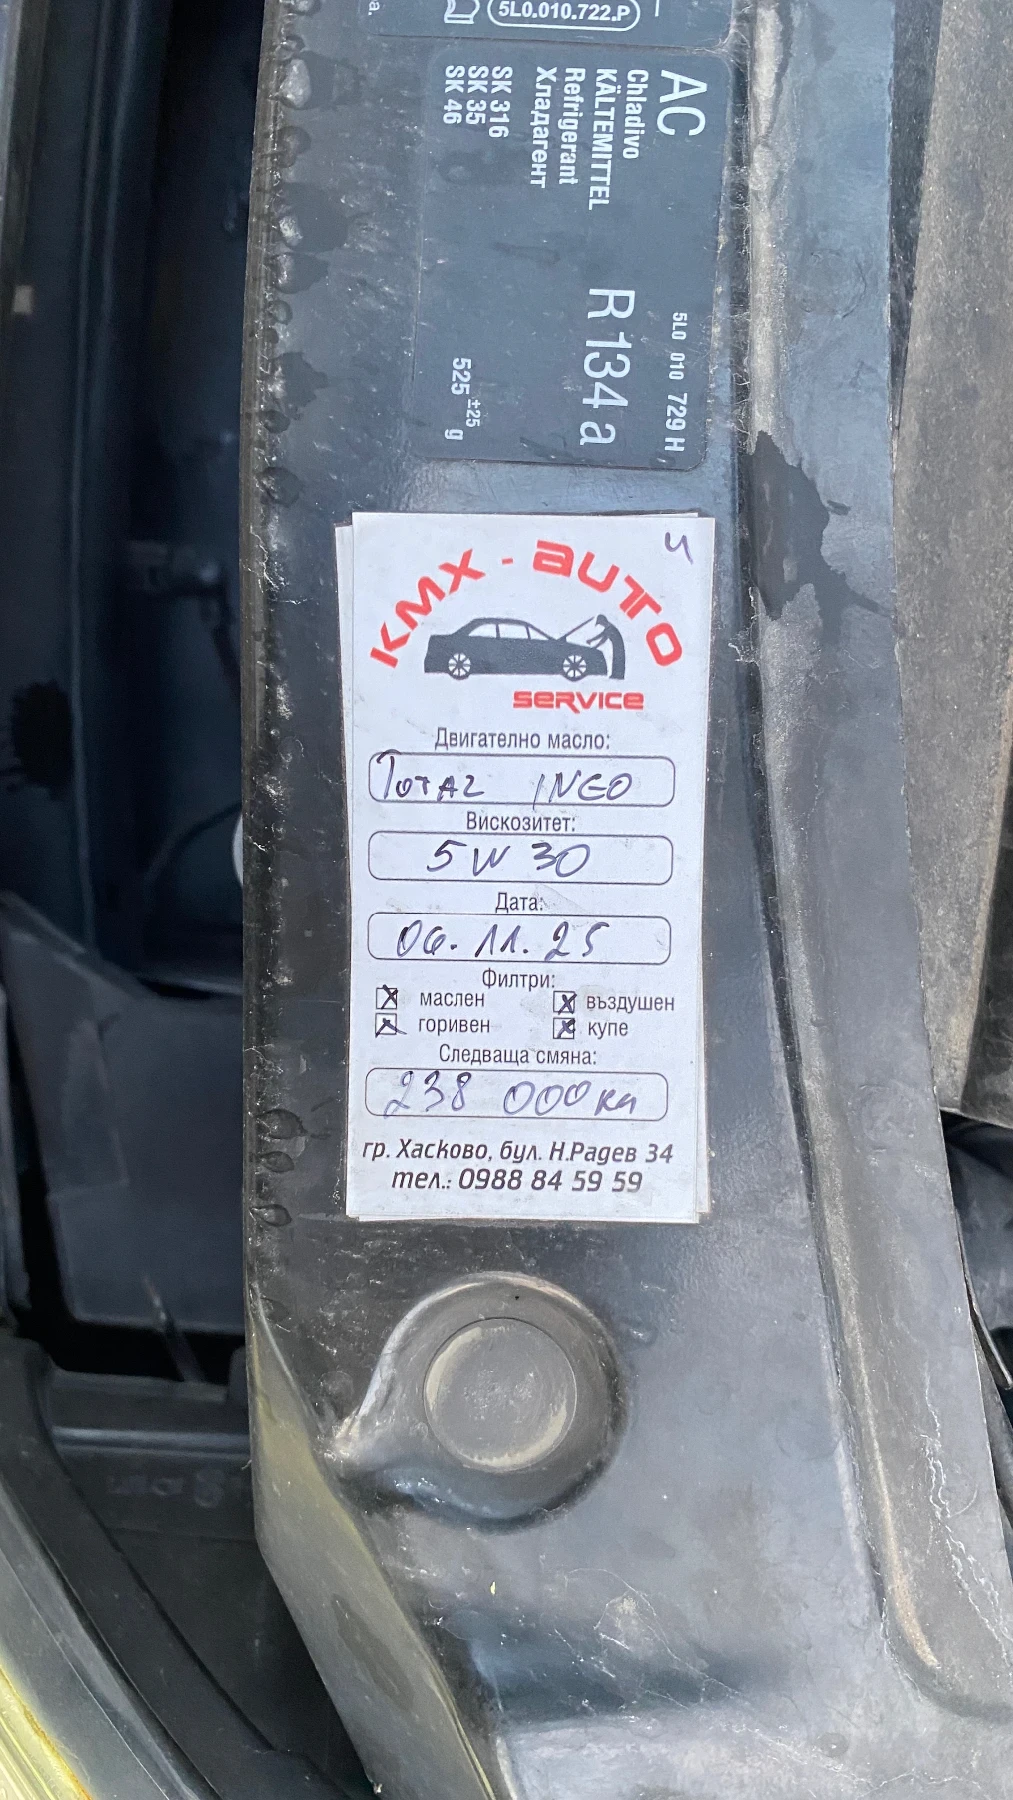 5L0.010.722.P
AC
5L0 010 729 H
Chladivo
KÄLTEMITTEL
Refrigerant
Хладагент
R 134 a
SK 316
SK 35
SK 46
525 ±25 g
KMX - AUTO
SERVICE
Двигателно масло:
TOTAL INEO
Вискозитет:
5W 30
Дата:
06.11.25
Филтри:
маслен въздушен
горивен купе
Следваща смяна:
238 000 км
гр. Хасково, бул. Н.Радев 34
тел.: 0988 84 59 59